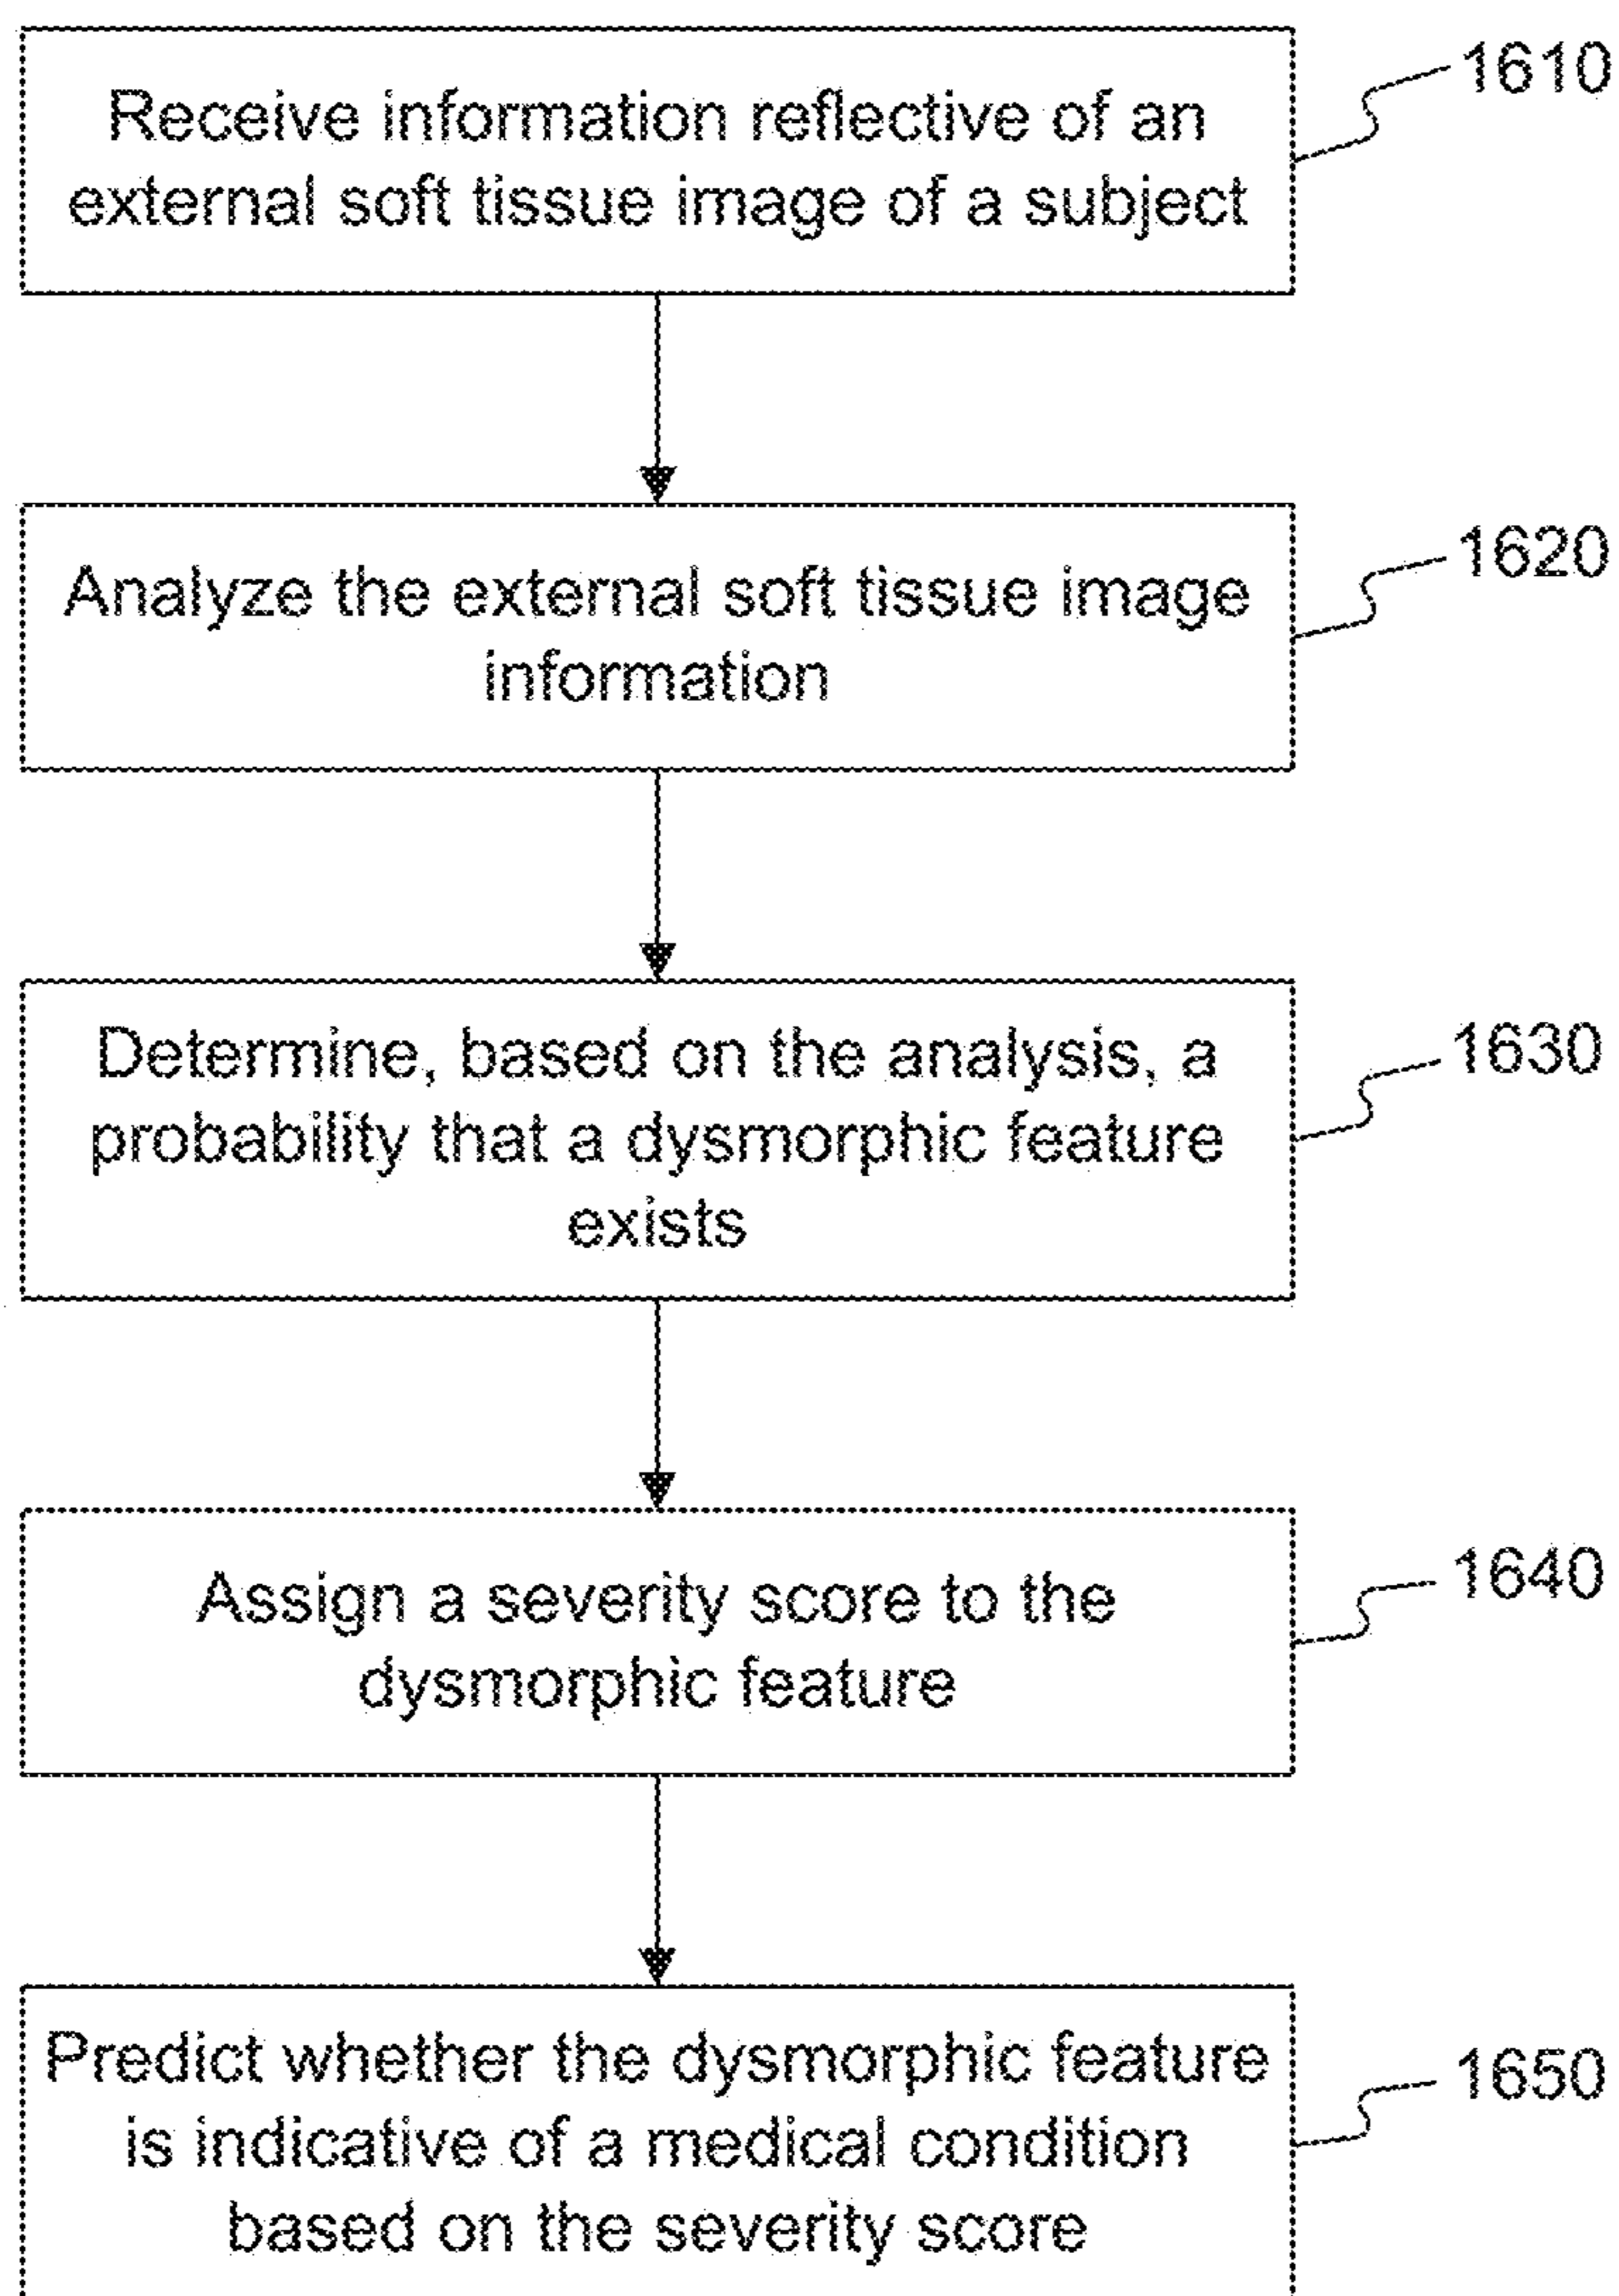 Receive information reflective of an
external soft tissue image of a subject
1610
Analyze the external soft tissue image
information
1620
Determine, based on the analysis, a
probability that a dysmorphic feature
exists
1630
Assign a severity score to the
dysmorphic feature
1640
Predict whether the dysmorphic feature
is indicative of a medical condition
based on the severity score
1650